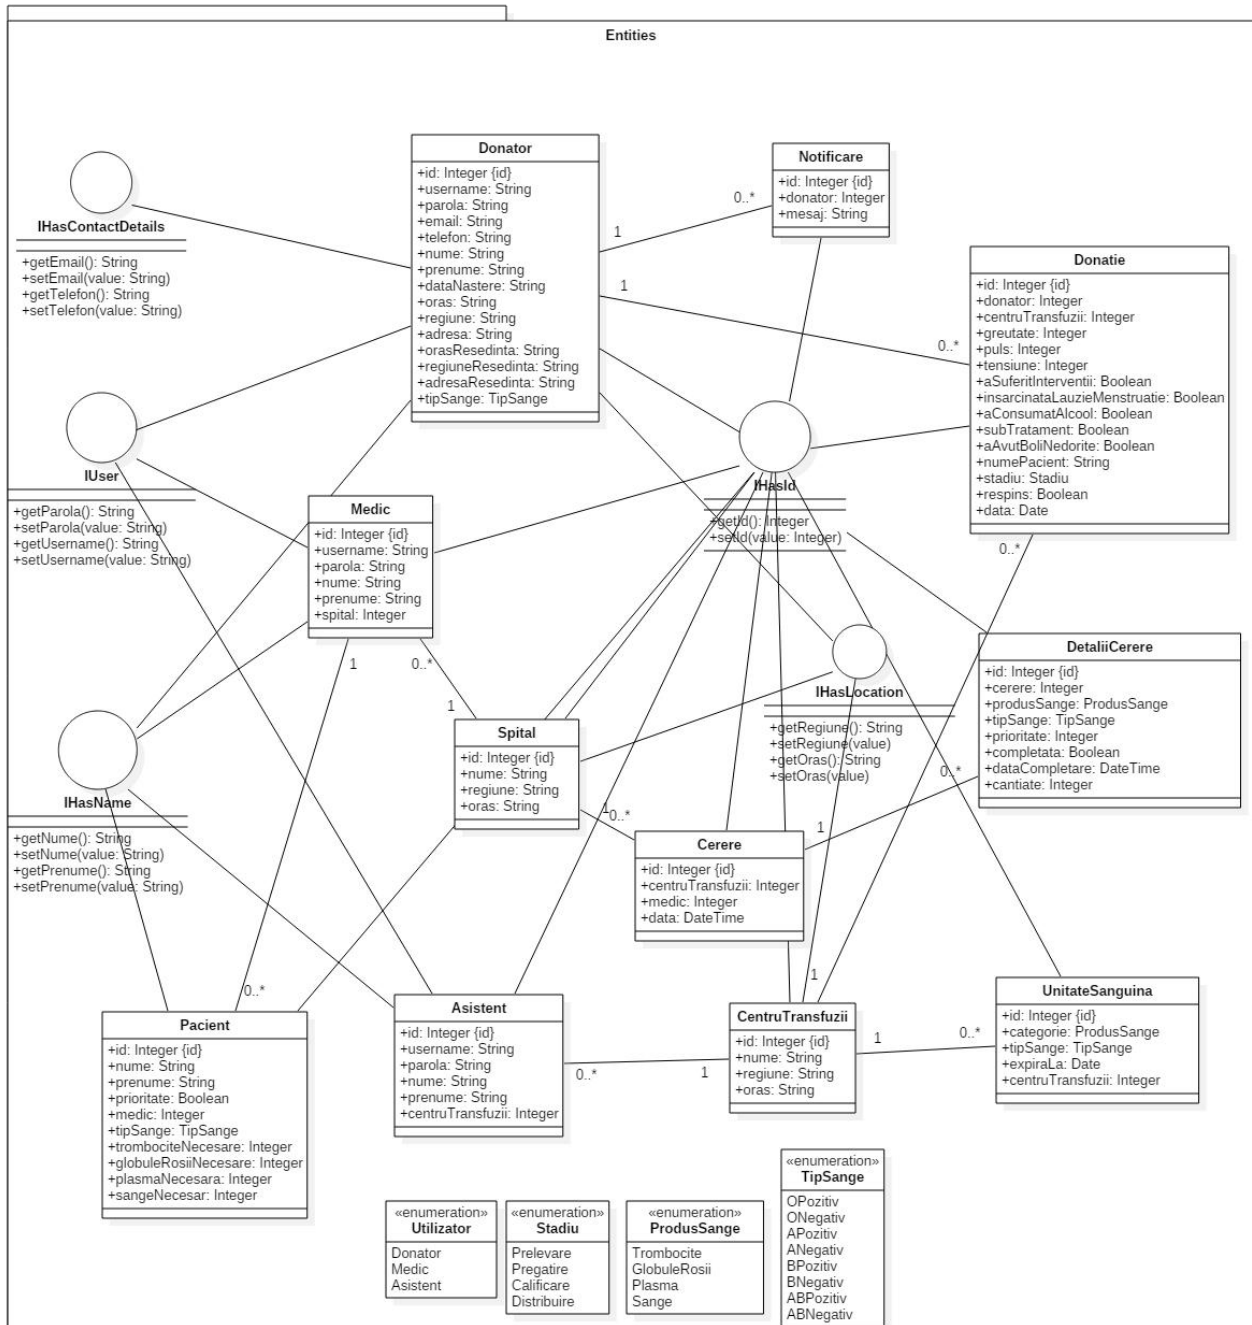 Entities
Donator
+id: Integer {id}
+username: String
+parola: String
+email: String
+telefon: String
+nume: String
+prenume: String
+dataNastere: String
+oras: String
+regiune: String
+adresa: String
+orasResedinta: String
+regiuneResedinta: String
+adresaResedinta: String
+tipSange: TipSange
Notificare
+id: Integer {id}
+donator: Integer
+mesaj: String
1
0..*
1
0..*
IHasContactDetails
+getEmail(): String
+setEmail(value: String)
+getTelefon(): String
+setTelefon(value: String)
Donatie
+id: Integer {id}
+donator: Integer
+centruTransfuzii: Integer
+greutate: Integer
+puls: Integer
+tensiune: Integer
+aSuferitInterventii: Boolean
+insarcinataLauzieMenstruatie: Boolean
+aConsumatAlcool: Boolean
+subTratament: Boolean
+aAvutBoliNedorite: Boolean
+numePacient: String
+stadiu: Stadiu
+respins: Boolean
+data: Date
0..*
IUser
+getParola(): String
+setParola(value: String)
+getUsername(): String
+setUsername(value: String)
Medic
+id: Integer {id}
+username: String
+parola: String
+nume: String
+prenume: String
+spital: Integer
1
0..*
1
IHasId
+getId(): Integer
+setId(value: Integer)
IHasLocation
+getRegiune(): String
+setRegiune(value)
+getOras(): String
+setOras(value)
DetaliiCerere
+id: Integer {id}
+cerere: Integer
+produsSange: ProdusSange
+tipSange: TipSange
+prioritate: Integer
+completata: Boolean
+dataCompletare: DateTime
+cantiate: Integer
0..*
1
Spital
+id: Integer {id}
+nume: String
+regiune: String
+oras: String
1
0..*
IHasName
+getNume(): String
+setNume(value: String)
+getPrenume(): String
+setPrenume(value: String)
Cerere
+id: Integer {id}
+centruTransfuzii: Integer
+medic: Integer
+data: DateTime
0..*
Pacient
+id: Integer {id}
+nume: String
+prenume: String
+prioritate: Boolean
+medic: Integer
+tipSange: TipSange
+trombociteNecesare: Integer
+globuleRosiiNecesare: Integer
+plasmaNecesara: Integer
+sangeNecesar: Integer
Asistent
+id: Integer {id}
+username: String
+parola: String
+nume: String
+prenume: String
+centruTransfuzii: Integer
0..*
1
1
CentruTransfuzii
+id: Integer {id}
+nume: String
+regiune: String
+oras: String
1
0..*
UnitateSanguina
+id: Integer {id}
+categorie: ProdusSange
+tipSange: TipSange
+expiraLa: Date
+centruTransfuzii: Integer
«enumeration»
Utilizator
Donator
Medic
Asistent
«enumeration»
Stadiu
Prelevare
Pregatire
Calificare
Distribuire
«enumeration»
ProdusSange
Trombocite
GlobuleRosii
Plasma
Sange
«enumeration»
TipSange
OPozitiv
ONegativ
APozitiv
ANegativ
BPozitiv
BNegativ
ABPozitiv
ABNegativ